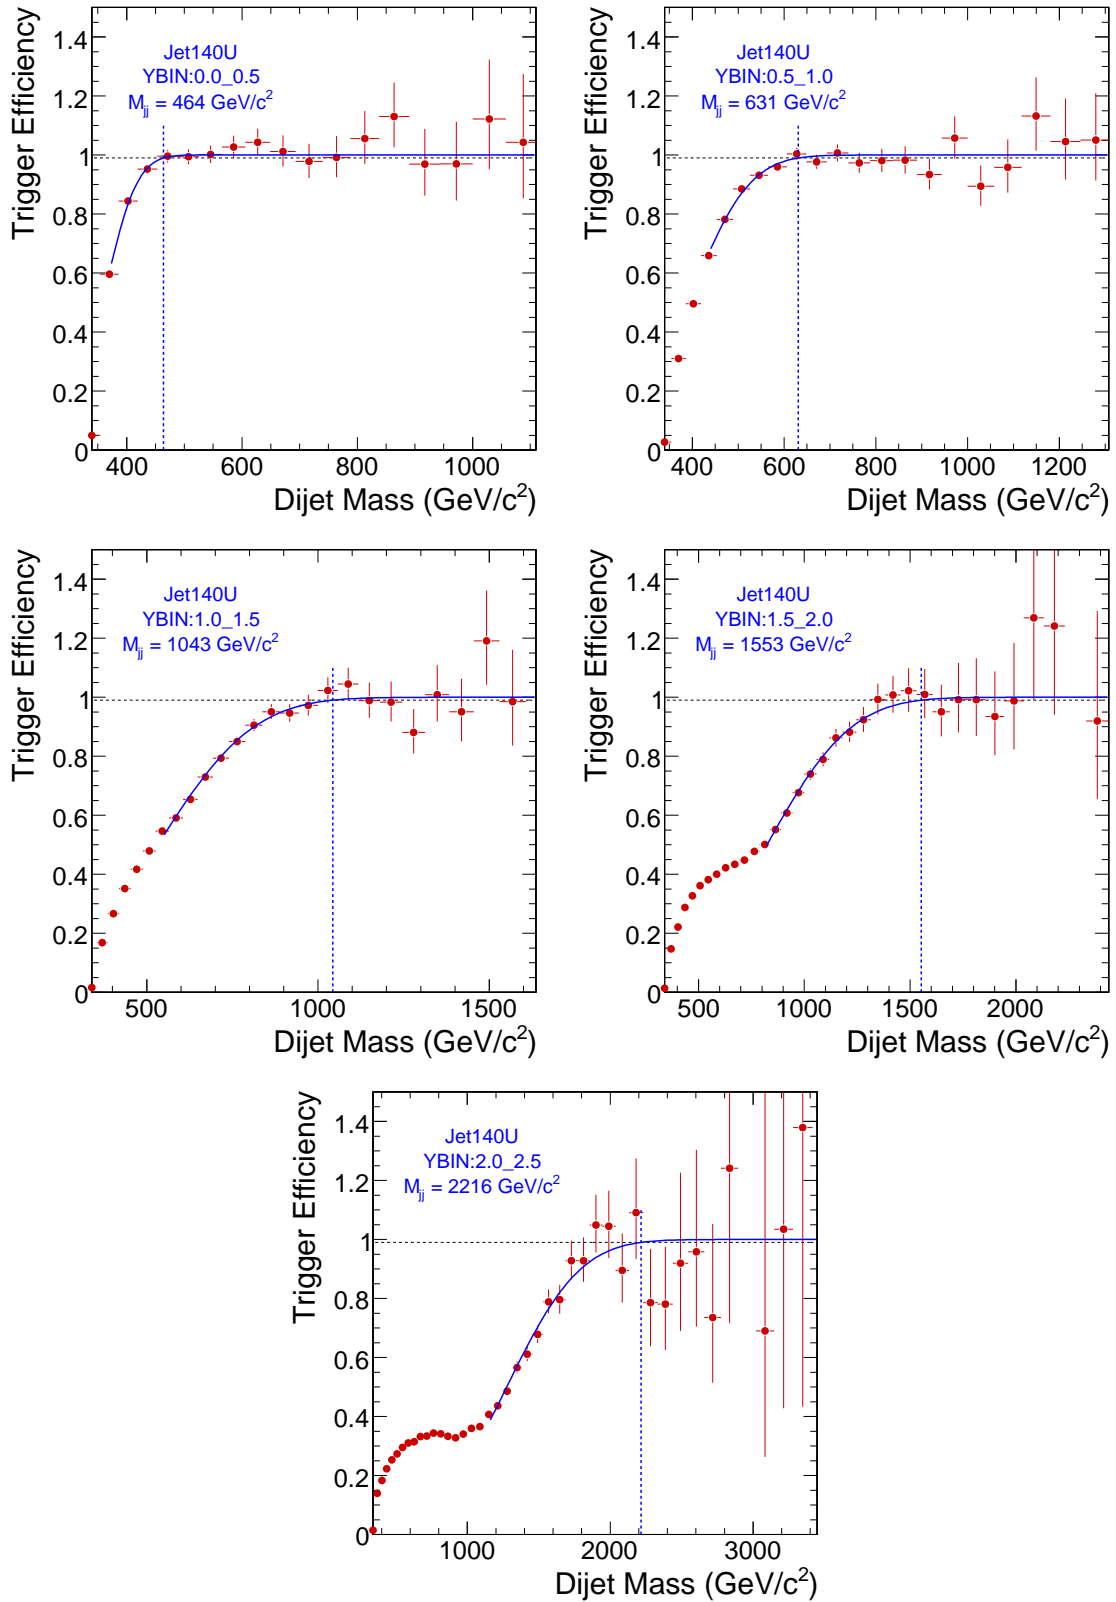 Trigger Efficiency
1.4
1.2
1
0.8
0.6
0.4
0.2
0
Jet140U
YBIN:0.0_0.5
M_jj = 464 GeV/c²
400 600 800 1000
Dijet Mass (GeV/c²)
Trigger Efficiency
1.4
1.2
1
0.8
0.6
0.4
0.2
0
Jet140U
YBIN:0.5_1.0
M_jj = 631 GeV/c²
400 600 800 1000 1200
Dijet Mass (GeV/c²)
Trigger Efficiency
1.4
1.2
1
0.8
0.6
0.4
0.2
0
Jet140U
YBIN:1.0_1.5
M_jj = 1043 GeV/c²
500 1000 1500
Dijet Mass (GeV/c²)
Trigger Efficiency
1.4
1.2
1
0.8
0.6
0.4
0.2
0
Jet140U
YBIN:1.5_2.0
M_jj = 1553 GeV/c²
500 1000 1500 2000
Dijet Mass (GeV/c²)
Trigger Efficiency
1.4
1.2
1
0.8
0.6
0.4
0.2
0
Jet140U
YBIN:2.0_2.5
M_jj = 2216 GeV/c²
1000 2000 3000
Dijet Mass (GeV/c²)